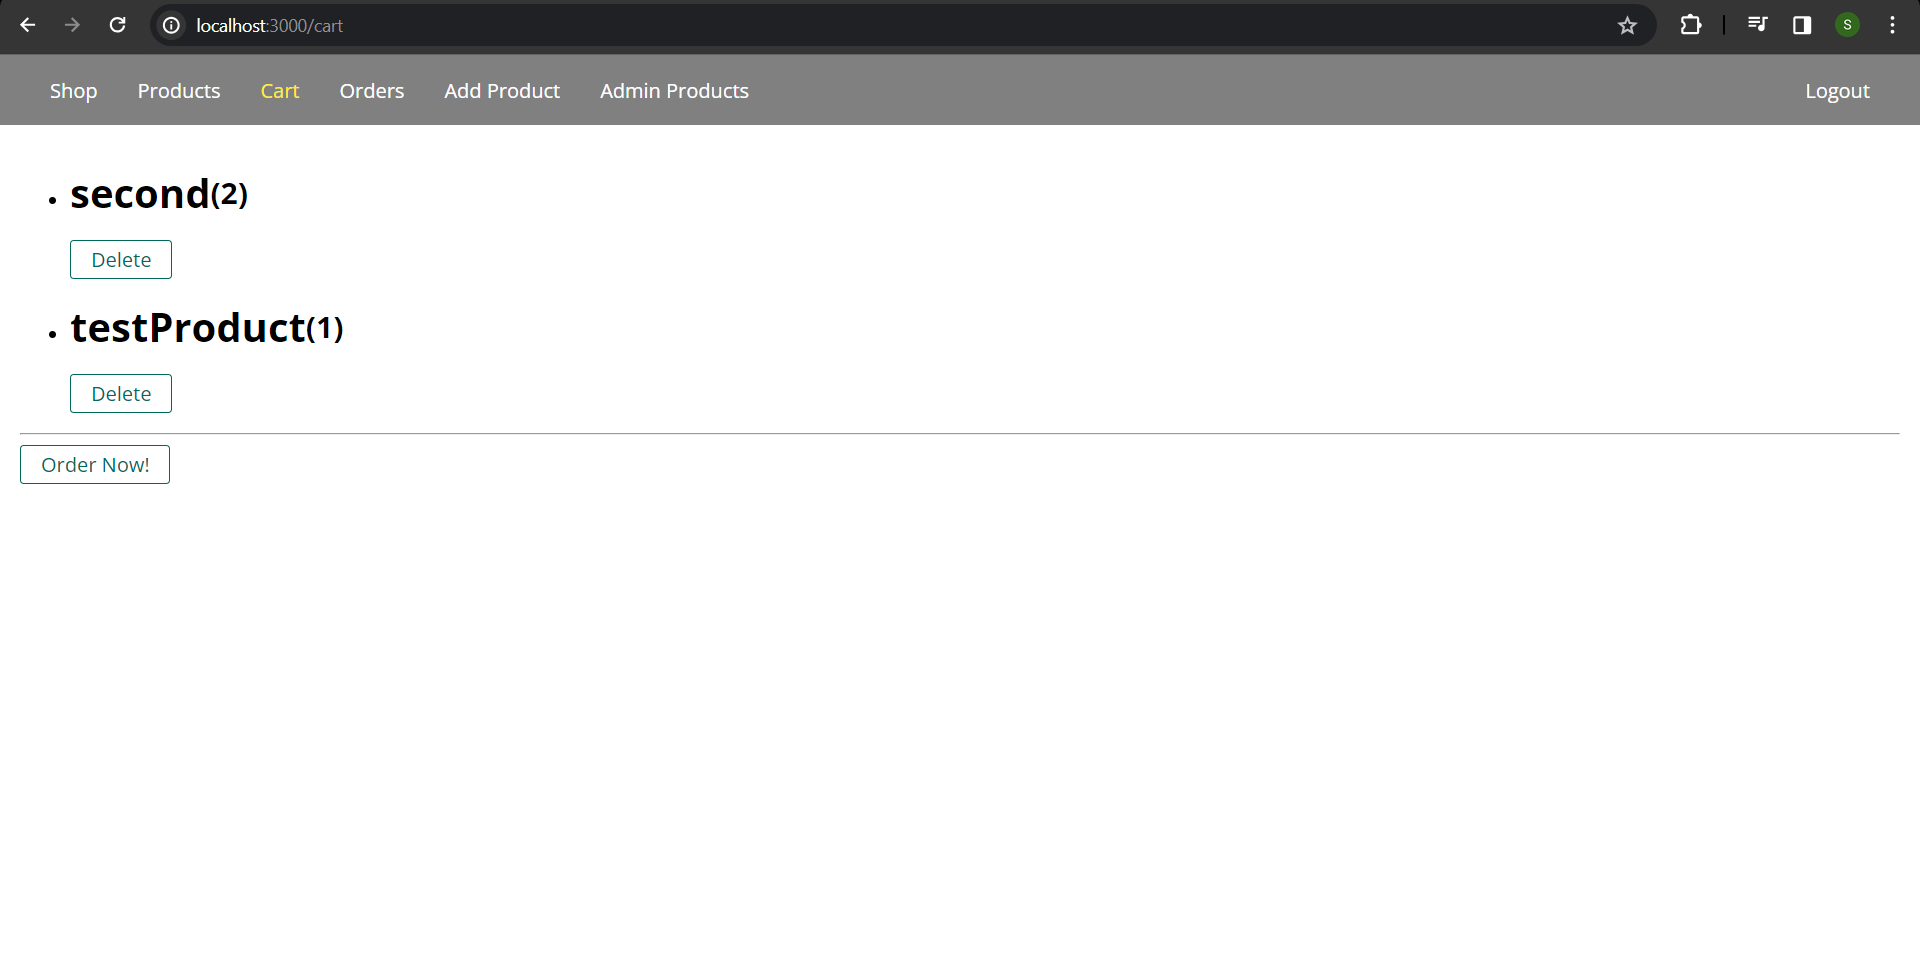 localhost:3000/cart
S
Shop Products Cart Orders Add Product Admin Products Logout
second(2)
Delete
testProduct(1)
Delete
Order Now!